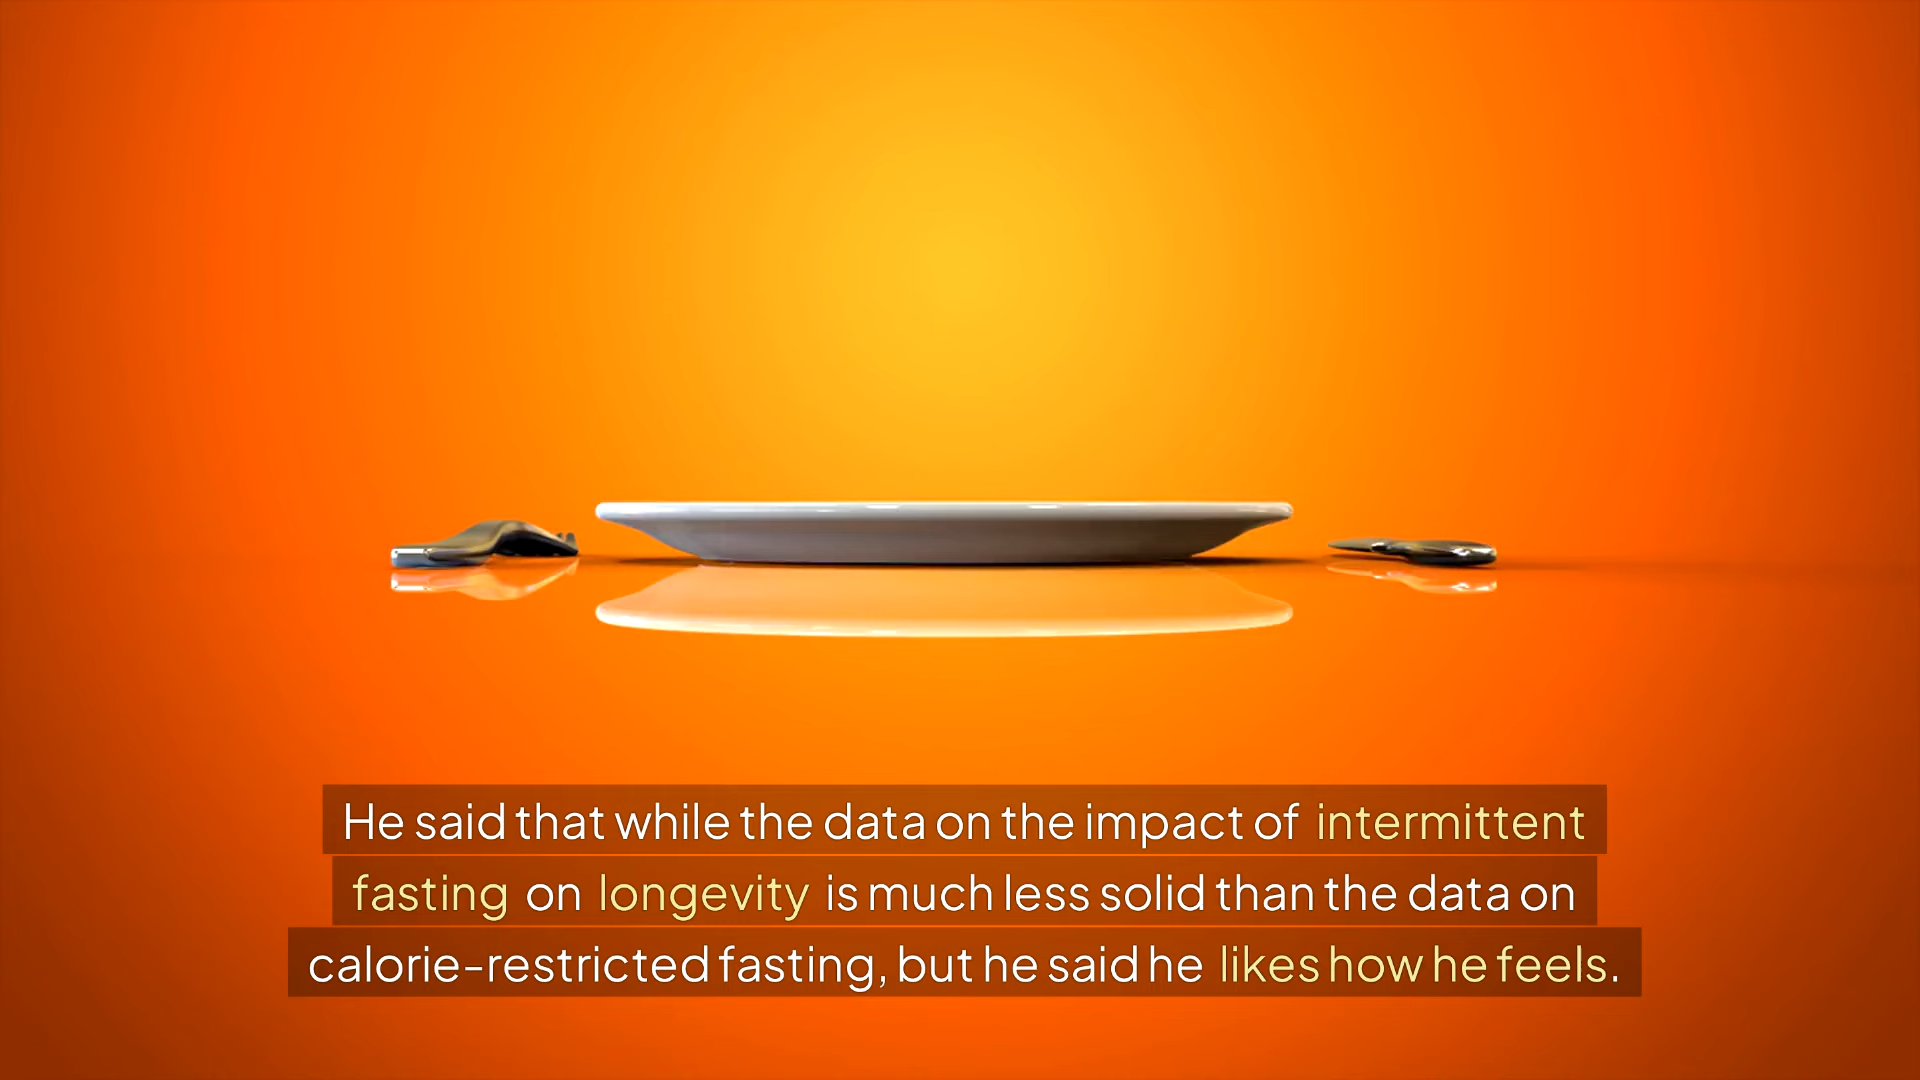 He said that while the data on the impact of intermittent
fasting on longevity is much less solid than the data on
calorie-restricted fasting, but he said he likes how he feels.